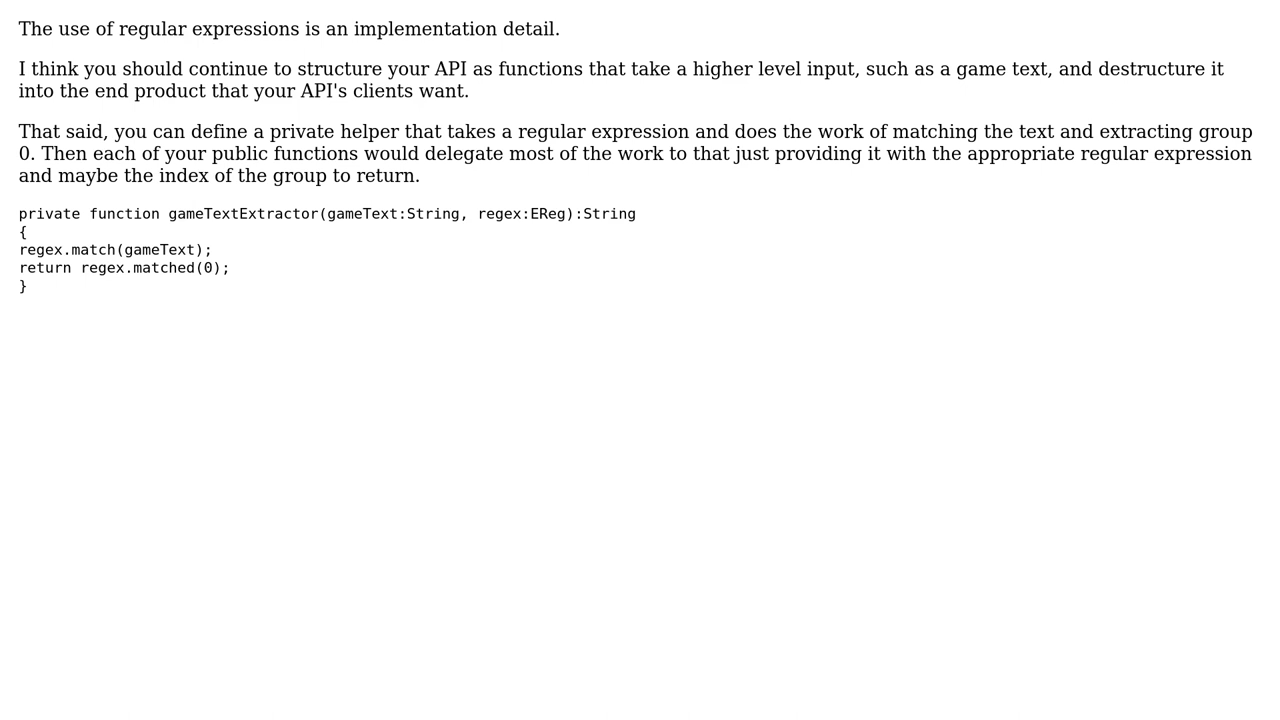 The use of regular expressions is an implementation detail.
I think you should continue to structure your API as functions that take a higher level input, such as a game text, and destructure it
into the end product that your API's clients want.
That said, you can define a private helper that takes a regular expression and does the work of matching the text and extracting group
0. Then each of your public functions would delegate most of the work to that just providing it with the appropriate regular expression
and maybe the index of the group to return.
private function gameTextExtractor(gameText:String, regex:EReg):String
{
regex.match(gameText);
return regex.matched(0);
}